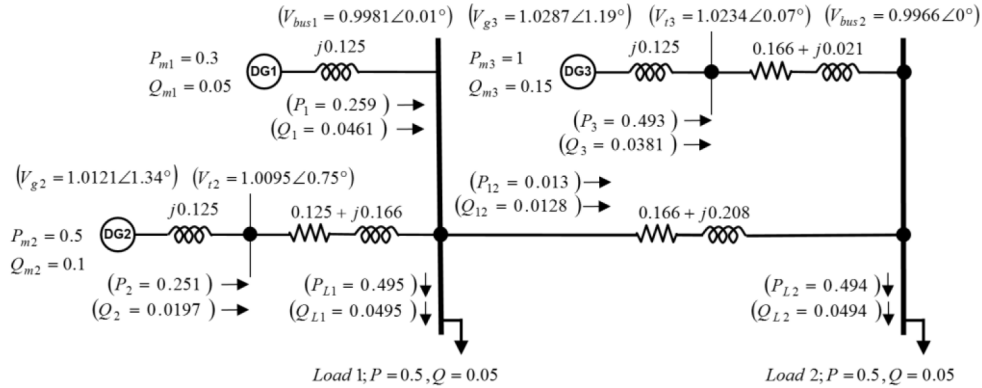 (V_bus1 = 0.9981∠0.01°) (V_g3 = 1.0287∠1.19°) (V_t3 = 1.0234∠0.07°) (V_bus2 = 0.9966∠0°)
P_m1 = 0.3
Q_m1 = 0.05
DG1
j0.125
(P_1 = 0.259 )
(Q_1 = 0.0461 )
P_m3 = 1
Q_m3 = 0.15
DG3
j0.125
0.166 + j0.021
(P_3 = 0.493 )
(Q_3 = 0.0381 )
(V_g2 = 1.0121∠1.34°) (V_t2 = 1.0095∠0.75°)
P_m2 = 0.5
Q_m2 = 0.1
DG2
j0.125
0.125 + j0.166
(P_12 = 0.013 )
(Q_12 = 0.0128 )
0.166 + j0.208
(P_2 = 0.251 )
(Q_2 = 0.0197 )
(P_L1 = 0.495 )
(Q_L1 = 0.0495 )
(P_L2 = 0.494 )
(Q_L2 = 0.0494 )
Load 1; P = 0.5, Q = 0.05
Load 2; P = 0.5, Q = 0.05